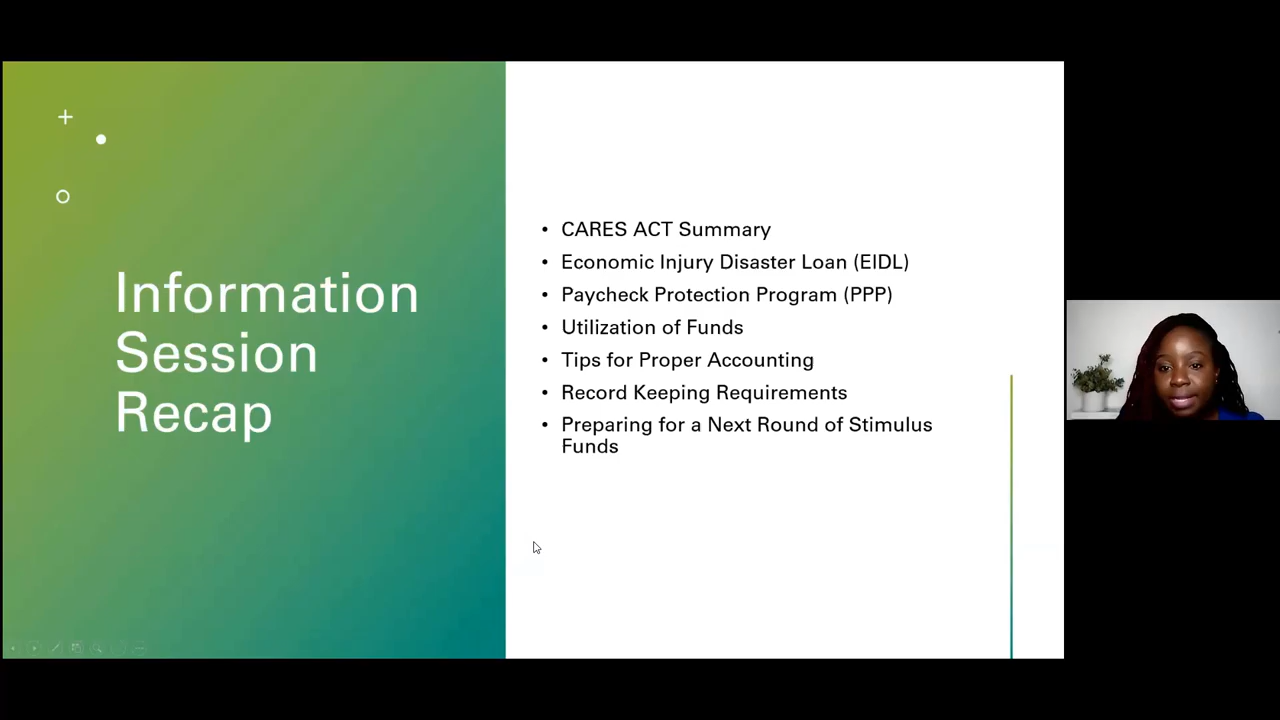 Information
Session
Recap
• CARES ACT Summary
• Economic Injury Disaster Loan (EIDL)
• Paycheck Protection Program (PPP)
• Utilization of Funds
• Tips for Proper Accounting
• Record Keeping Requirements
• Preparing for a Next Round of Stimulus
Funds